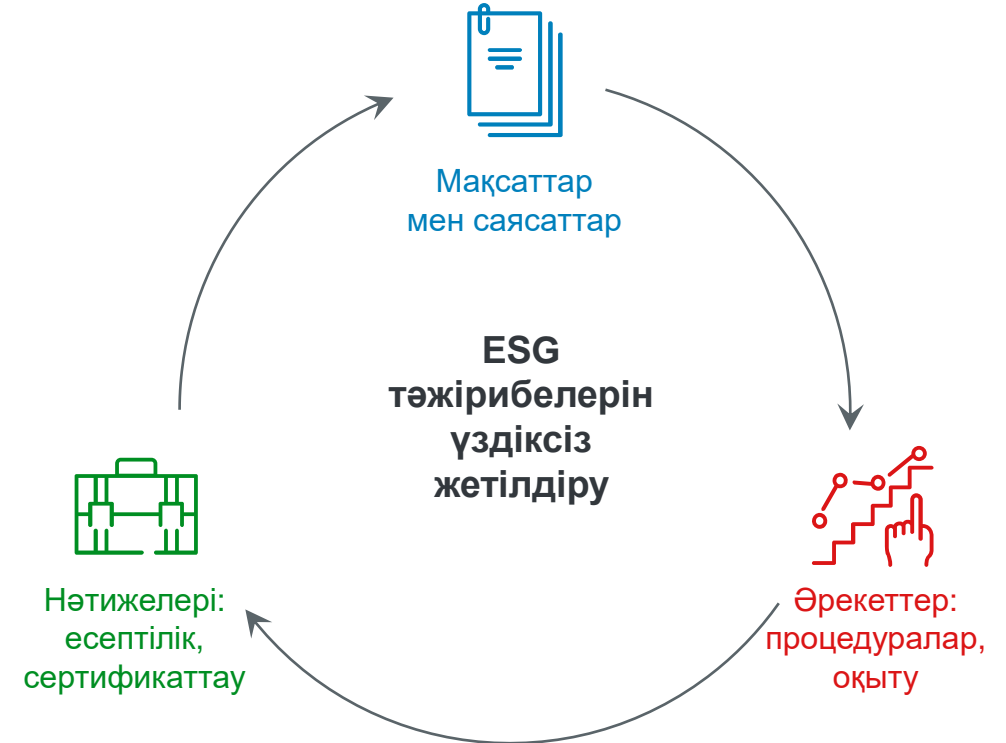 Мақсаттар
мен саясаттар
ESG
тәжірибелерін
үздіксіз
жетілдіру
Әрекеттер:
процедуралар,
оқыту
Нәтижелері:
есептілік,
сертификаттау